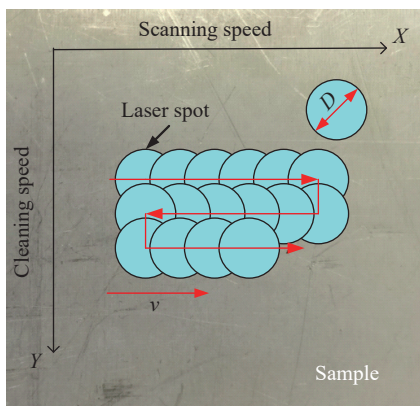 Scanning speed
X
D
Laser spot
Cleaning speed
v
Y
Sample